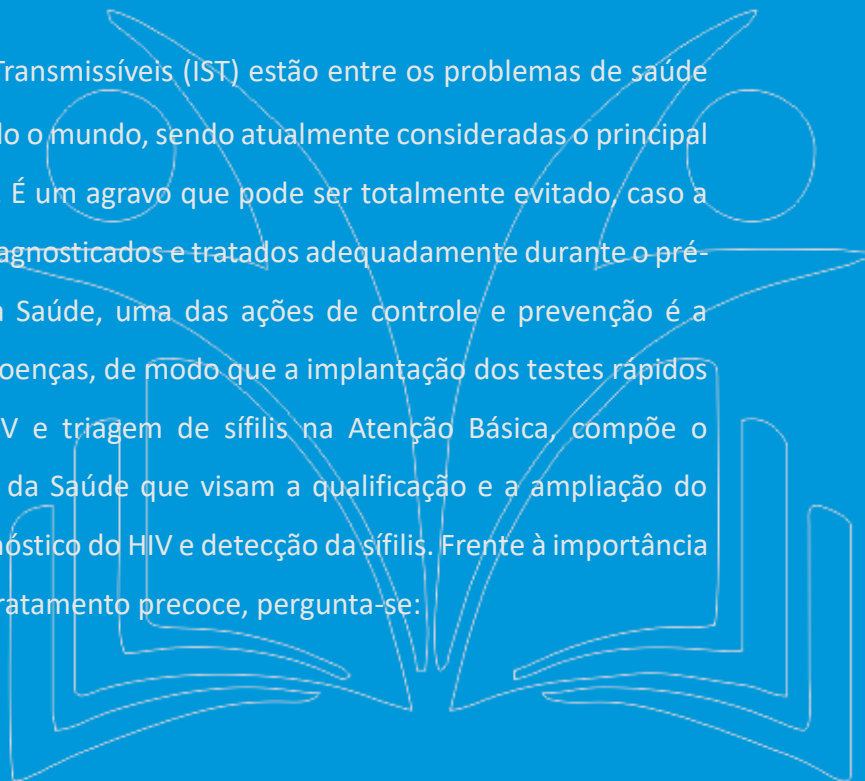 Transmissíveis (IST) estão entre os problemas de saúde
do o mundo, sendo atualmente consideradas o principal
É um agravo que pode ser totalmente evitado, caso a
agnosticados e tratados adequadamente durante o pré-
Saúde, uma das ações de controle e prevenção é a
oenças, de modo que a implantação dos testes rápidos
V e triagem de sífilis na Atenção Básica, compõe o
da Saúde que visam a qualificação e a ampliação do
nóstico do HIV e detecção da sífilis. Frente à importância
ratamento precoce, pergunta-se: